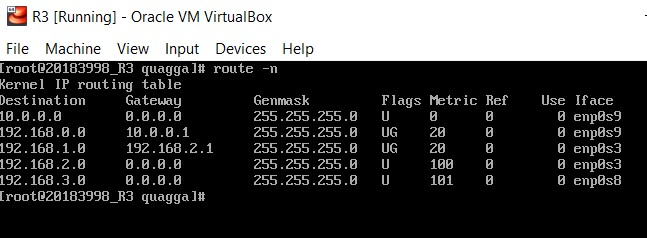 R3 [Running] - Oracle VM VirtualBox
File Machine View Input Devices Help
[root@20183998_R3 quagga]# route -n
Kernel IP routing table
Destination Gateway Genmask Flags Metric Ref Use Iface
10.0.0.0 0.0.0.0 255.255.255.0 U 0 0 0 enp0s9
192.168.0.0 10.0.0.1 255.255.255.0 UG 20 0 0 enp0s9
192.168.1.0 192.168.2.1 255.255.255.0 UG 20 0 0 enp0s3
192.168.2.0 0.0.0.0 255.255.255.0 U 100 0 0 enp0s3
192.168.3.0 0.0.0.0 255.255.255.0 U 101 0 0 enp0s8
[root@20183998_R3 quagga]#